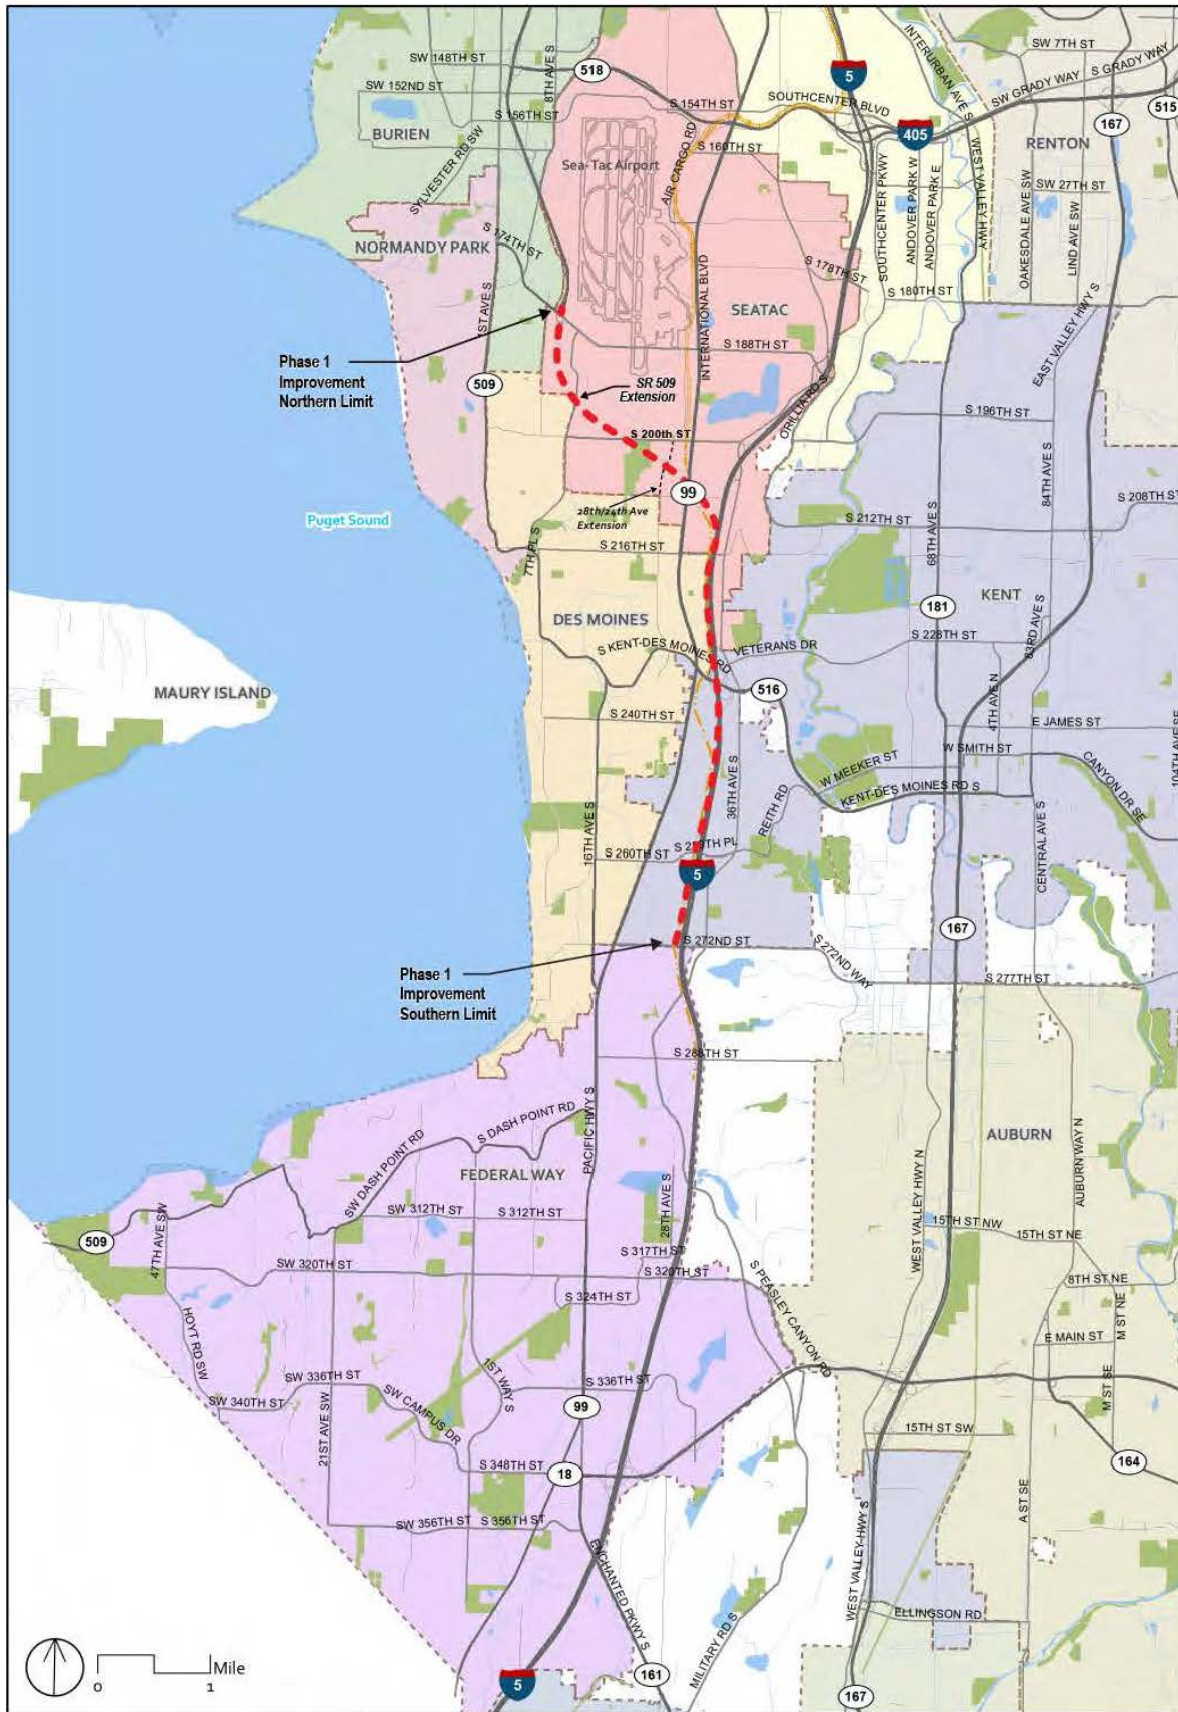 SW 7TH ST
S GRADY WAY
SW GRADY WAY
INTERURBAN AVE S
SW 148TH ST
8TH AVE S
518
5
SW 152ND ST
S 156TH ST
S 154TH ST
SOUTHCENTER BLVD
405
167
515
BURIEN
RENTON
SYLVESTER RD SW
Sea-Tac Airport
AIR CARGO RD
S 160TH ST
SOUTHCENTER PKWY
ANDOVER PARK W
ANDOVER PARK E
WEST VALLEY HWY
OAKESDALE AVE SW
SW 27TH ST
LIND AVE SW
NORMANDY PARK
S 174TH ST
S 178TH ST
S 180TH ST
1ST AVE S
INTERNATIONAL BLVD
SEATAC
EAST VALLEY HWY S
Phase 1
Improvement
Northern Limit
S 188TH ST
509
SR 509
Extension
ORILLIA RD S
S 196TH ST
S 200th ST
84TH AVE S
99
28th/24th Ave
Extension
S 208TH ST
S 212TH ST
68TH AVE S
Puget Sound
7TH PL S
S 216TH ST
DES MOINES
181
KENT
S 228TH ST
83RD AVE S
S KENT-DES MOINES RD
VETERANS DR
MAURY ISLAND
516
4TH AVE N
S 240TH ST
E JAMES ST
W SMITH ST
104TH AVE SE
W MEEKER ST
CANYON DR SE
KENT-DES MOINES RD S
36TH AVE S
REITH RD
16TH AVE S
S 260TH ST
S 259TH PL
CENTRAL AVE S
5
167
S 272ND ST
S 272ND WAY
S 277TH ST
Phase 1
Improvement
Southern Limit
S 288TH ST
PACIFIC HWY S
S DASH POINT RD
SW DASH POINT RD
FEDERAL WAY
AUBURN
AUBURN WAY N
WEST VALLEY HWY N
28TH AVE S
SW 312TH ST
S 312TH ST
15TH ST NW
15TH ST NE
509
47TH AVE SW
S 317TH ST
SW 320TH ST
S 320TH ST
8TH ST NE
S 324TH ST
S PEASLEY CANYON RD
M ST NE
HOYT RD SW
E MAIN ST
1ST WAY S
SW 336TH ST
S 336TH ST
SW 340TH ST
SW CAMPUS DR
M ST SE
21ST AVE SW
99
15TH ST SW
S 348TH ST
18
164
A ST SE
SW 356TH ST
S 356TH ST
WEST VALLEY HWY S
ENCHANTED PKWY S
ELLINGSON RD
MILITARY RD S
Mile
0
1
5
161
167